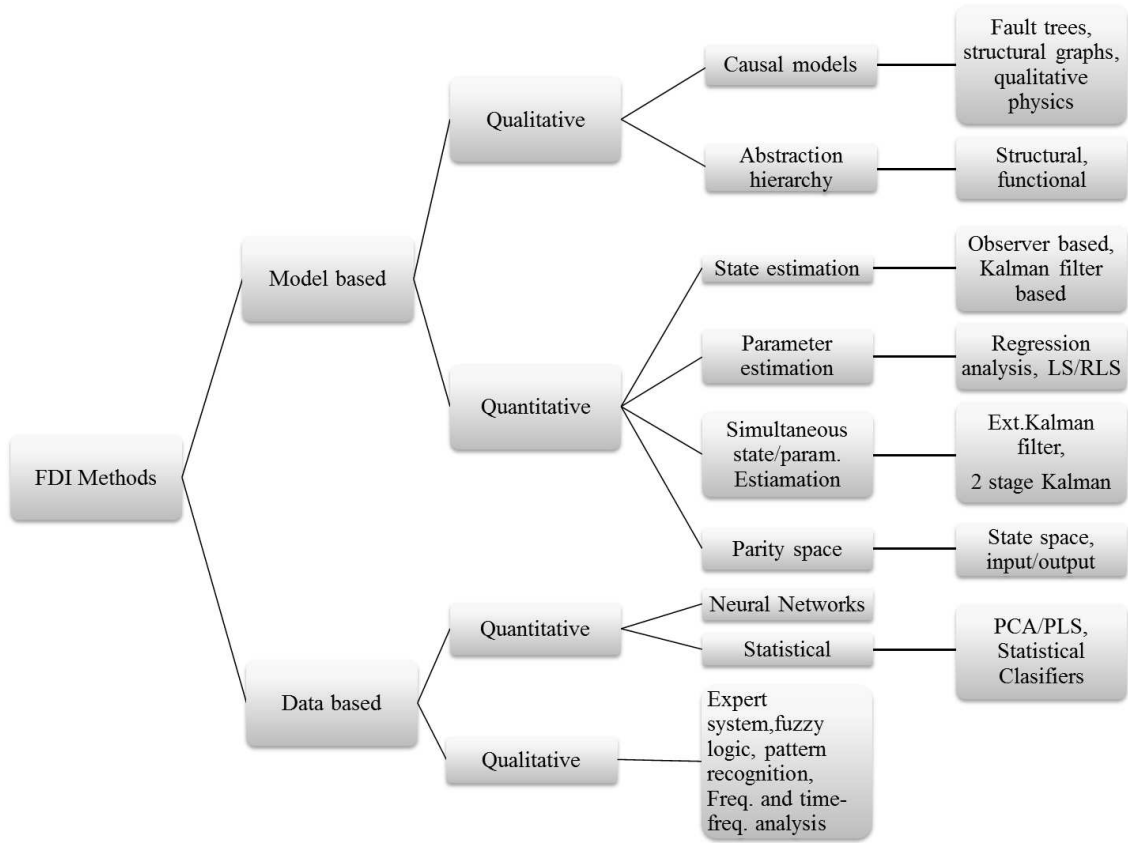 FDI Methods
Model based
Qualitative
Causal models
Fault trees,
structural graphs,
qualitative
physics
Abstraction
hierarchy
Structural,
functional
Quantitative
State estimation
Observer based,
Kalman filter
based
Parameter
estimation
Regression
analysis, LS/RLS
Simultaneous
state/param.
Estiamation
Ext.Kalman
filter,
2 stage Kalman
Parity space
State space,
input/output
Data based
Quantitative
Neural Networks
Statistical
PCA/PLS,
Statistical
Clasifiers
Qualitative
Expert
system,fuzzy
logic, pattern
recognition,
Freq. and time-
freq. analysis